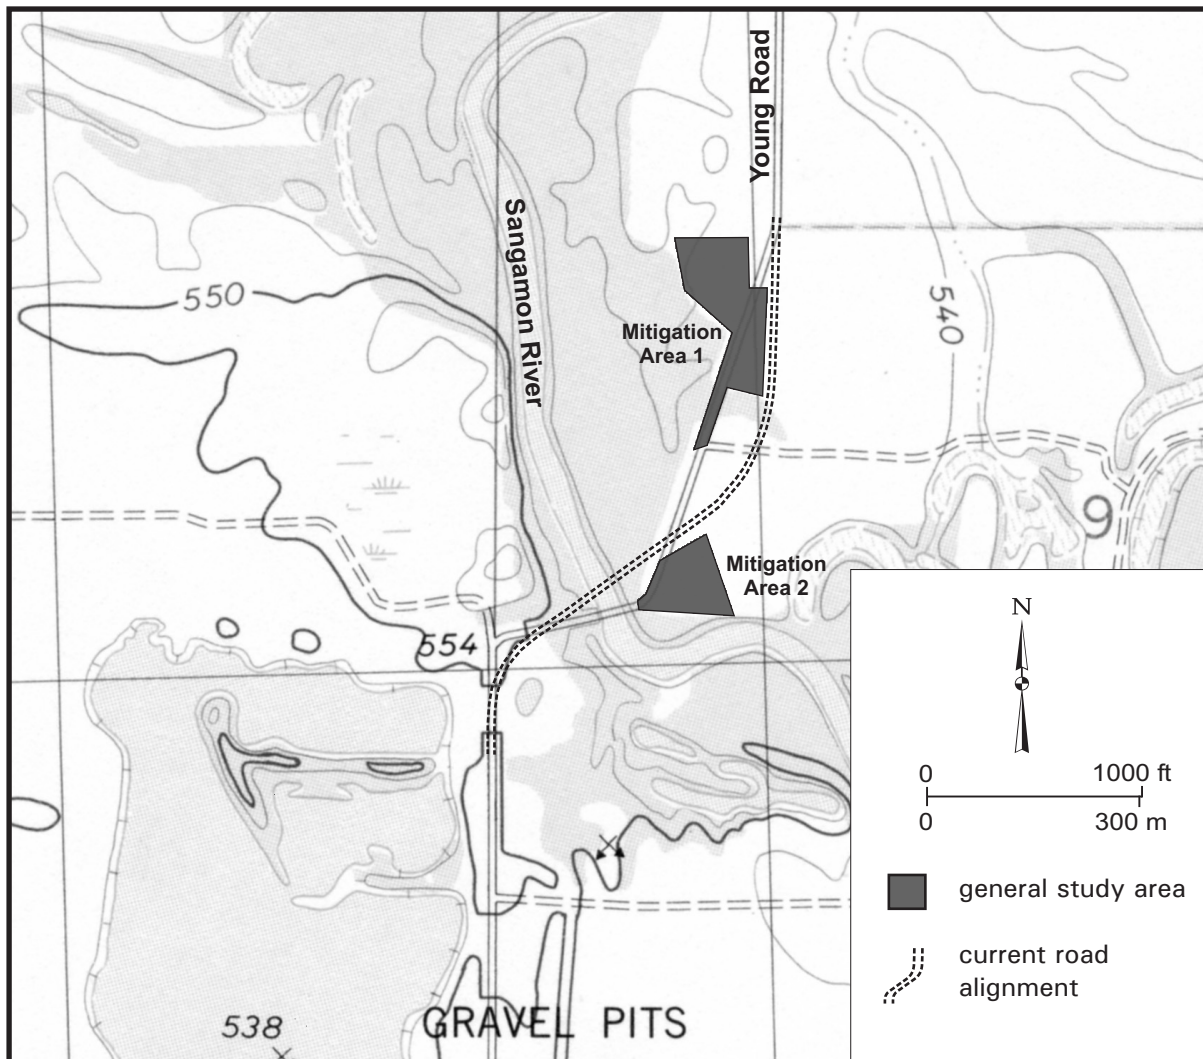 Young Road
Sangamon River
550
540
Mitigation
Area 1
Mitigation
Area 2
9
554
N
0
1000 ft
0
300 m
general study area
current road
alignment
GRAVEL PITS
538